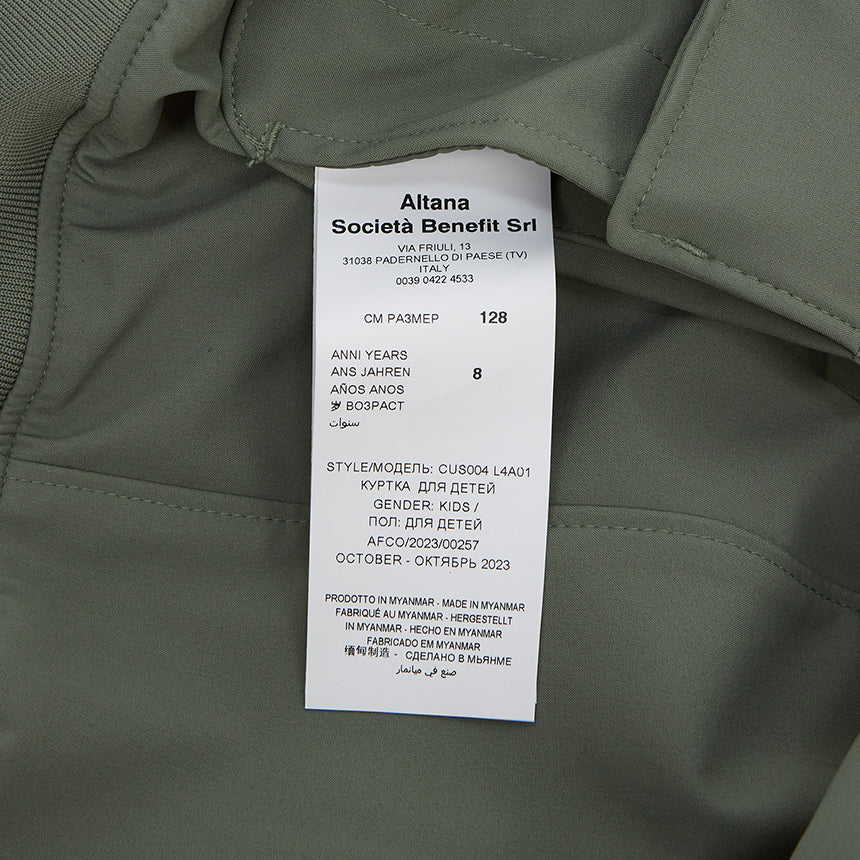 Altana
Società Benefit Srl
VIA FRIULI, 13
31038 PADERNELLO DI PAESE (TV)
ITALY
0039 0422 4533
СМ РАЗМЕР 128
ANNI YEARS
ANS JAHREN 8
AÑOS ANOS
岁 ВОЗРАСТ
سنوات
STYLE/МОДЕЛЬ: CUS004 L4A01
КУРТКА ДЛЯ ДЕТЕЙ
GENDER: KIDS /
ПОЛ: ДЛЯ ДЕТЕЙ
AFCO/2023/00257
OCTOBER - ОКТЯБРЬ 2023
PRODOTTO IN MYANMAR - MADE IN MYANMAR
FABRIQUÉ AU MYANMAR - HERGESTELLT
IN MYANMAR - HECHO EN MYANMAR
FABRICADO EM MYANMAR
缅甸制造 - СДЕЛАНО В МЬЯНМЕ
صنع في ميانمار